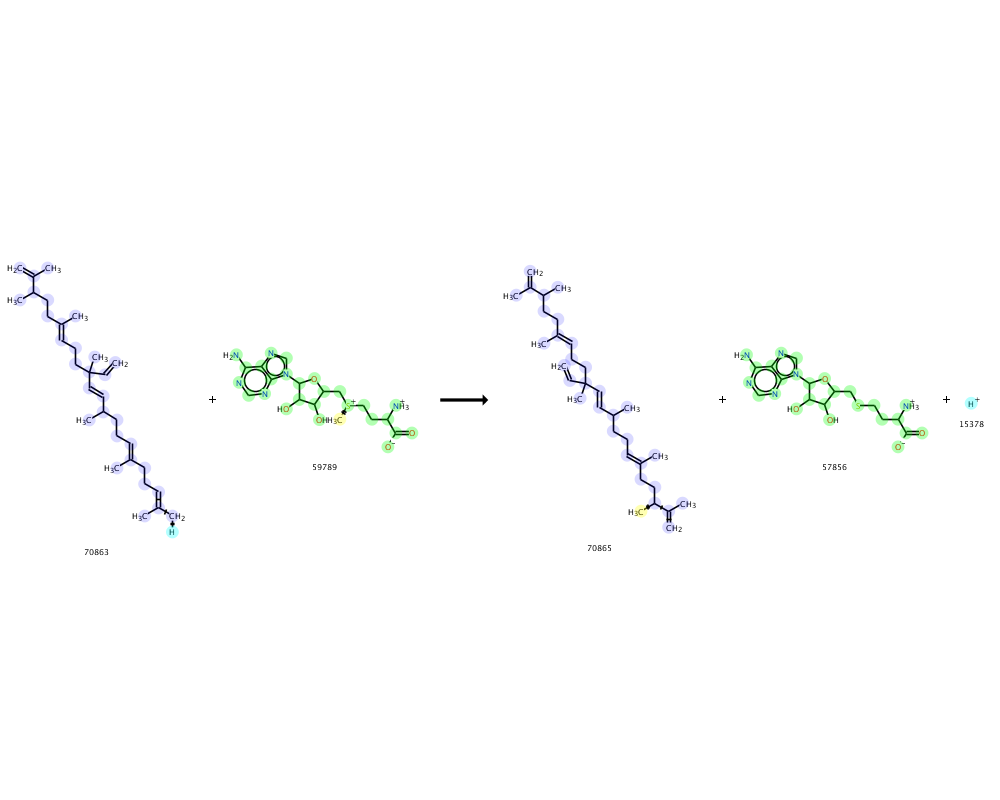 H₂C CH₃
H₃C
CH₃
CH₃ CH₂
H₃C
H₃C
H₃C CH₂
H
70863
+
H₂N N N N N O HO OH H₃C S⁺ NH₃⁺ O O⁻
59789
CH₂
H₃C CH₃
H₃C
H₂C
H₃C
CH₃
CH₃
H₃C CH₃
CH₂
70865
+
H₂N N N N N O HO OH S NH₃⁺ O O⁻
57856
+
H⁺
15378